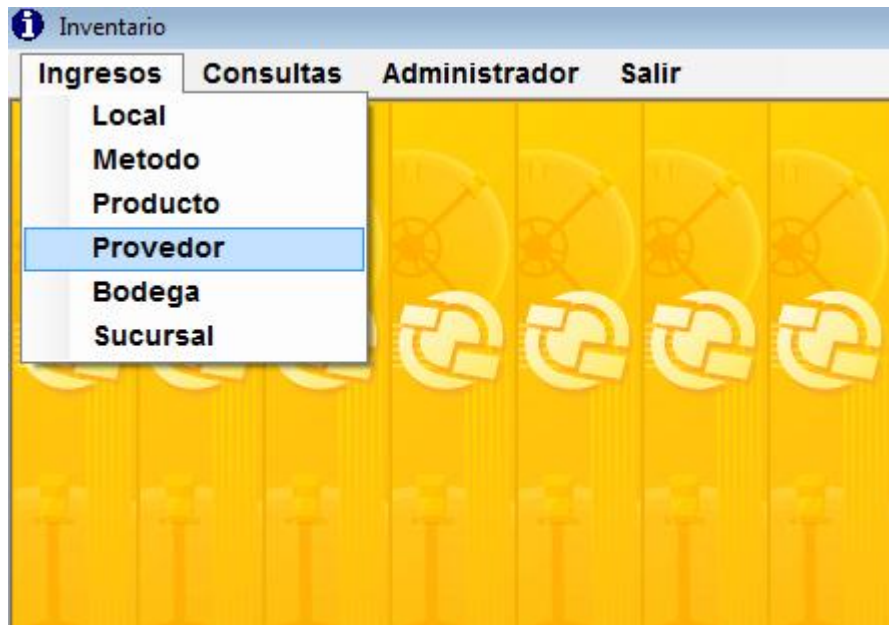 Inventario
Ingresos Consultas Administrador Salir
Local
Metodo
Producto
Provedor
Bodega
Sucursal